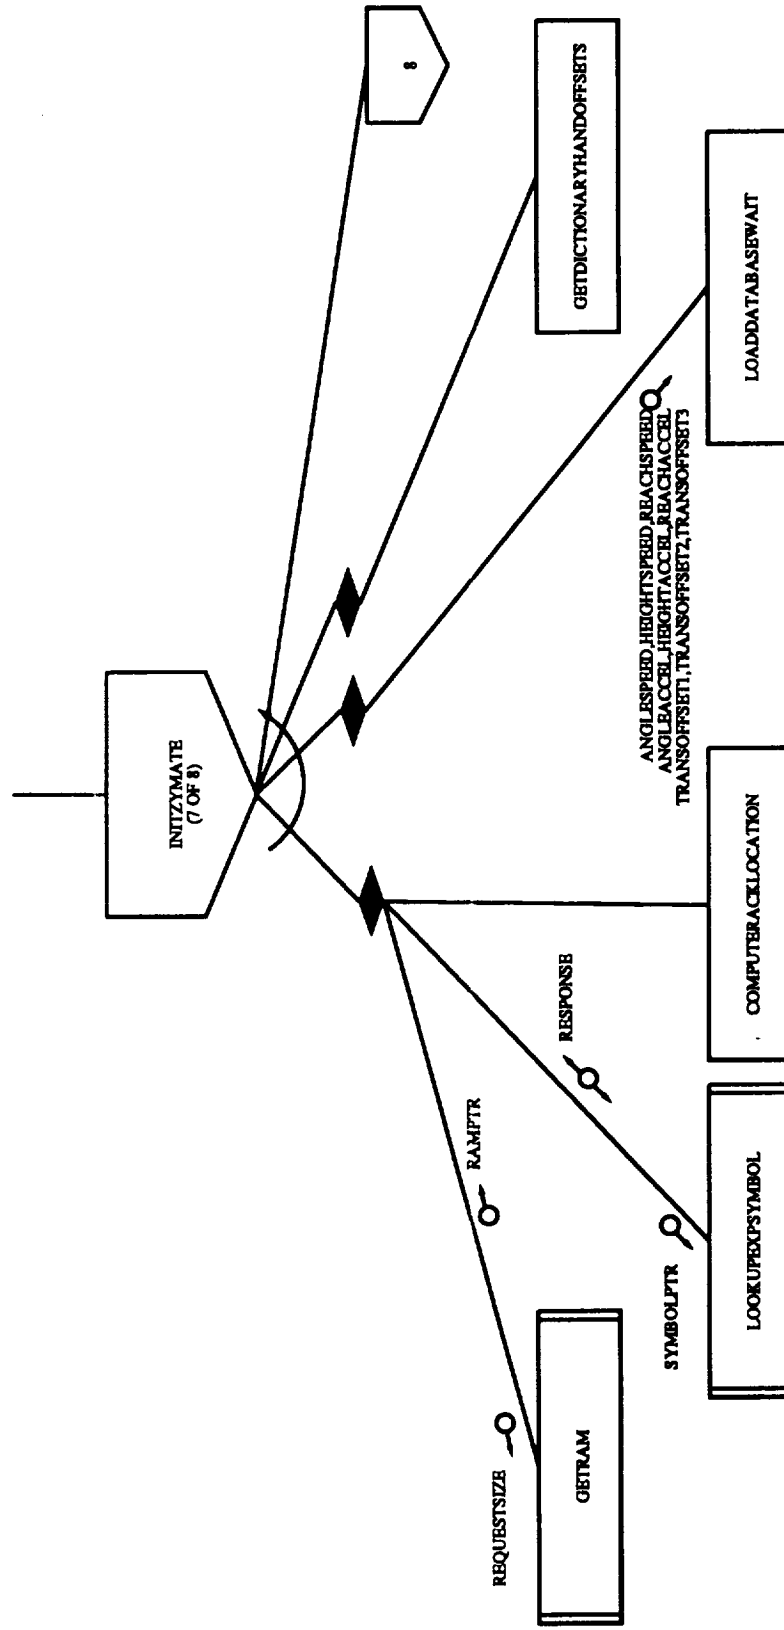 INITZYMATE
(7 OF 8)
8
REQUESTSIZE
RAMPTR
GETRAM
RESPONSE
SYMBOLPTR
LOOKUPEXPSYMBOL
COMPUTERACKLOCATION
ANGLESPEED,HEIGHTSPEED,REACHSPEED
ANGLEACCEL,HEIGHTACCEL,REACHACCEL
TRANSOFFSET1,TRANSOFFSET2,TRANSOFFSET3
LOADDATABASEWAIT
GETDICTIONARYHANDOFFSETS